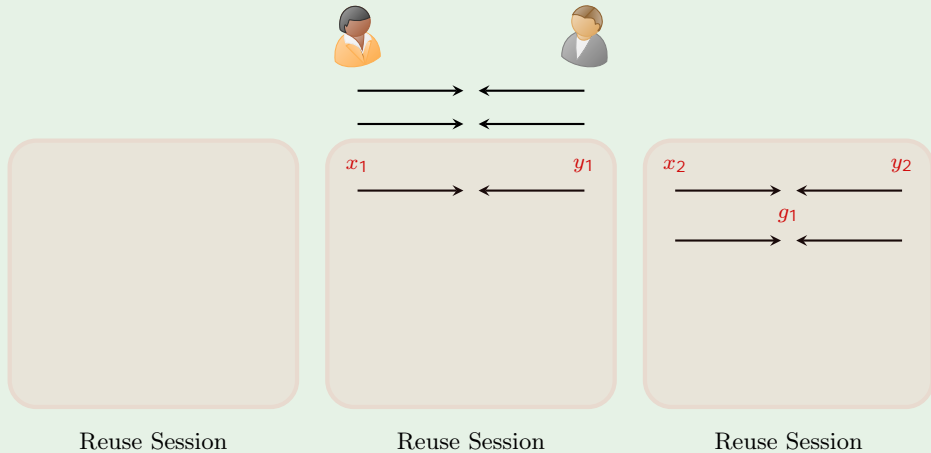 x₁ y₁ x₂ y₂
g₁
Reuse Session Reuse Session Reuse Session